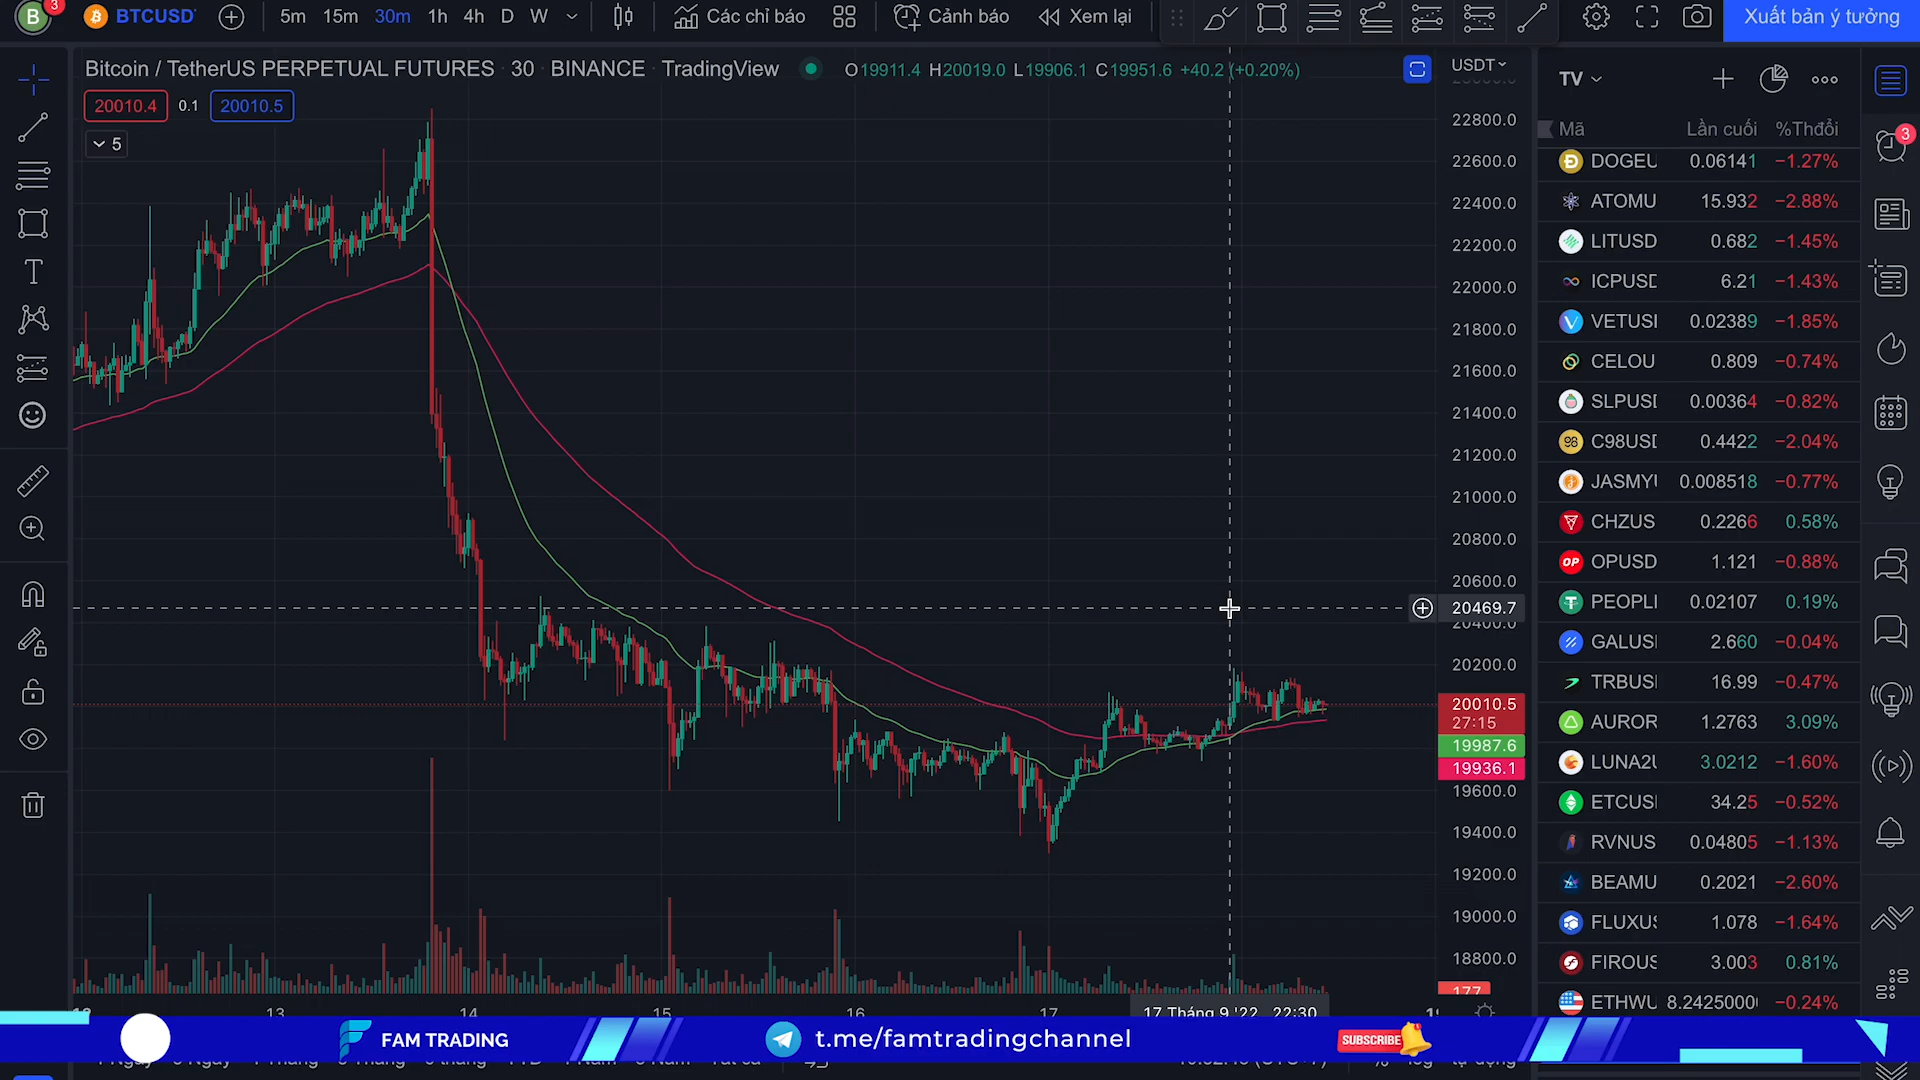 B 3 BTCUSD 5m 15m 30m 1h 4h D W Các chỉ báo Cảnh báo Xem lại Xuất bản ý tưởng
Bitcoin / TetherUS PERPETUAL FUTURES · 30 · BINANCE · TradingView O19911.4 H20019.0 L19906.1 C19951.6 +40.2 (+0.20%)
20010.4 0.1 20010.5
5
USDT
22800.0
22600.0
22400.0
22200.0
22000.0
21800.0
21600.0
21400.0
21200.0
21000.0
20800.0
20600.0
20469.7
20400.0
20200.0
20010.5
27:15
19987.6
19936.1
19600.0
19400.0
19200.0
19000.0
18800.0
177
13 14 15 16 17 17 Tháng 9 '22 22:30
TV
3
Mã Lần cuối %Thđổi
DOGEU 0.06141 −1.27%
ATOMU 15.932 −2.88%
LITUSD 0.682 −1.45%
ICPUSD 6.21 −1.43%
VETUSI 0.02389 −1.85%
CELOU 0.809 −0.74%
SLPUSI 0.00364 −0.82%
C98USD 0.4422 −2.04%
JASMYU 0.008518 −0.77%
CHZUS 0.2266 0.58%
OPUSD 1.121 −0.88%
PEOPLI 0.02107 0.19%
GALUS 2.660 −0.04%
TRBUSI 16.99 −0.47%
AUROR 1.2763 3.09%
LUNA2U 3.0212 −1.60%
ETCUSI 34.25 −0.52%
RVNUS 0.04805 −1.13%
BEAMU 0.2021 −2.60%
FLUXUS 1.078 −1.64%
FIROUS 3.003 0.81%
ETHWU 8.2425000 −0.24%
FAM TRADING
t.me/famtradingchannel
SUBSCRIBE